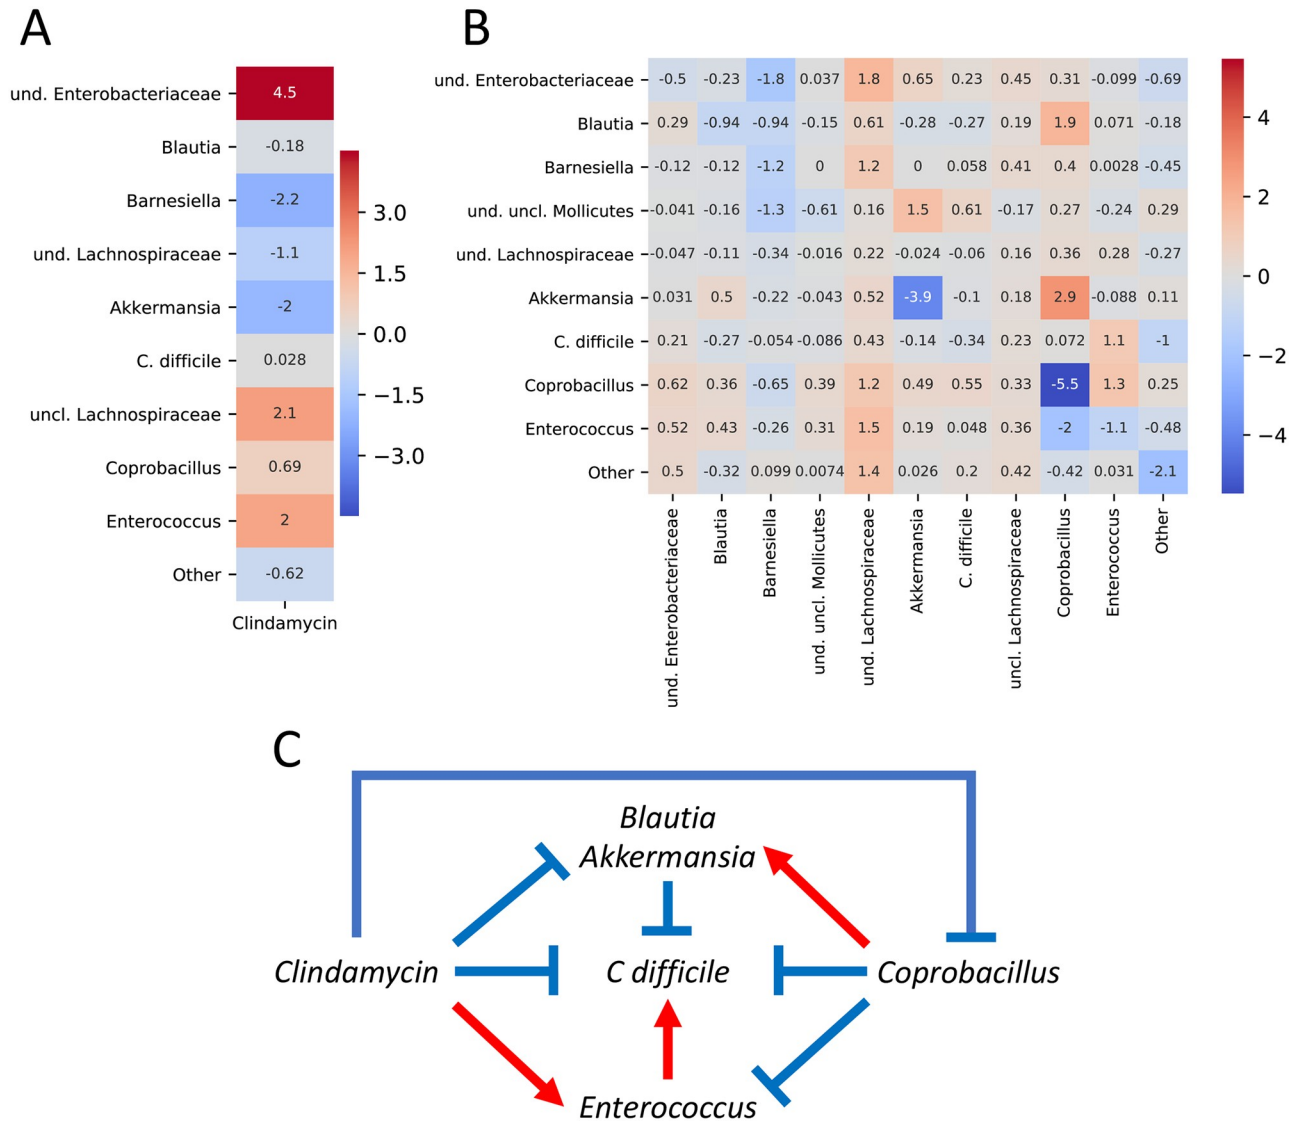 A
und. Enterobacteriaceae 4.5
Blautia -0.18
Barnesiella -2.2
und. Lachnospiraceae -1.1
Akkermansia -2
C. difficile 0.028
uncl. Lachnospiraceae 2.1
Coprobacillus 0.69
Enterococcus 2
Other -0.62
Clindamycin
3.0
1.5
0.0
−1.5
−3.0
B
und. Enterobacteriaceae -0.5 -0.23 -1.8 0.037 1.8 0.65 0.23 0.45 0.31 -0.099 -0.69
Blautia 0.29 -0.94 -0.94 -0.15 0.61 -0.28 -0.27 0.19 1.9 0.071 -0.18
Barnesiella -0.12 -0.12 -1.2 0 1.2 0 0.058 0.41 0.4 0.0028 -0.45
und. uncl. Mollicutes -0.041 -0.16 -1.3 -0.61 0.16 1.5 0.61 -0.17 0.27 -0.24 0.29
und. Lachnospiraceae -0.047 -0.11 -0.34 -0.016 0.22 -0.024 -0.06 0.16 0.36 0.28 -0.27
Akkermansia 0.031 0.5 -0.22 -0.043 0.52 -3.9 -0.1 0.18 2.9 -0.088 0.11
C. difficile 0.21 -0.27 -0.054 -0.086 0.43 -0.14 -0.34 0.23 0.072 1.1 -1
Coprobacillus 0.62 0.36 -0.65 0.39 1.2 0.49 0.55 0.33 -5.5 1.3 0.25
Enterococcus 0.52 0.43 -0.26 0.31 1.5 0.19 0.048 0.36 -2 -1.1 -0.48
Other 0.5 -0.32 0.099 0.0074 1.4 0.026 0.2 0.42 -0.42 0.031 -2.1
und. Enterobacteriaceae
Blautia
Barnesiella
und. uncl. Mollicutes
und. Lachnospiraceae
Akkermansia
C. difficile
uncl. Lachnospiraceae
Coprobacillus
Enterococcus
Other
4
2
0
−2
−4
C
Blautia
Akkermansia
Clindamycin C difficile Coprobacillus
Enterococcus